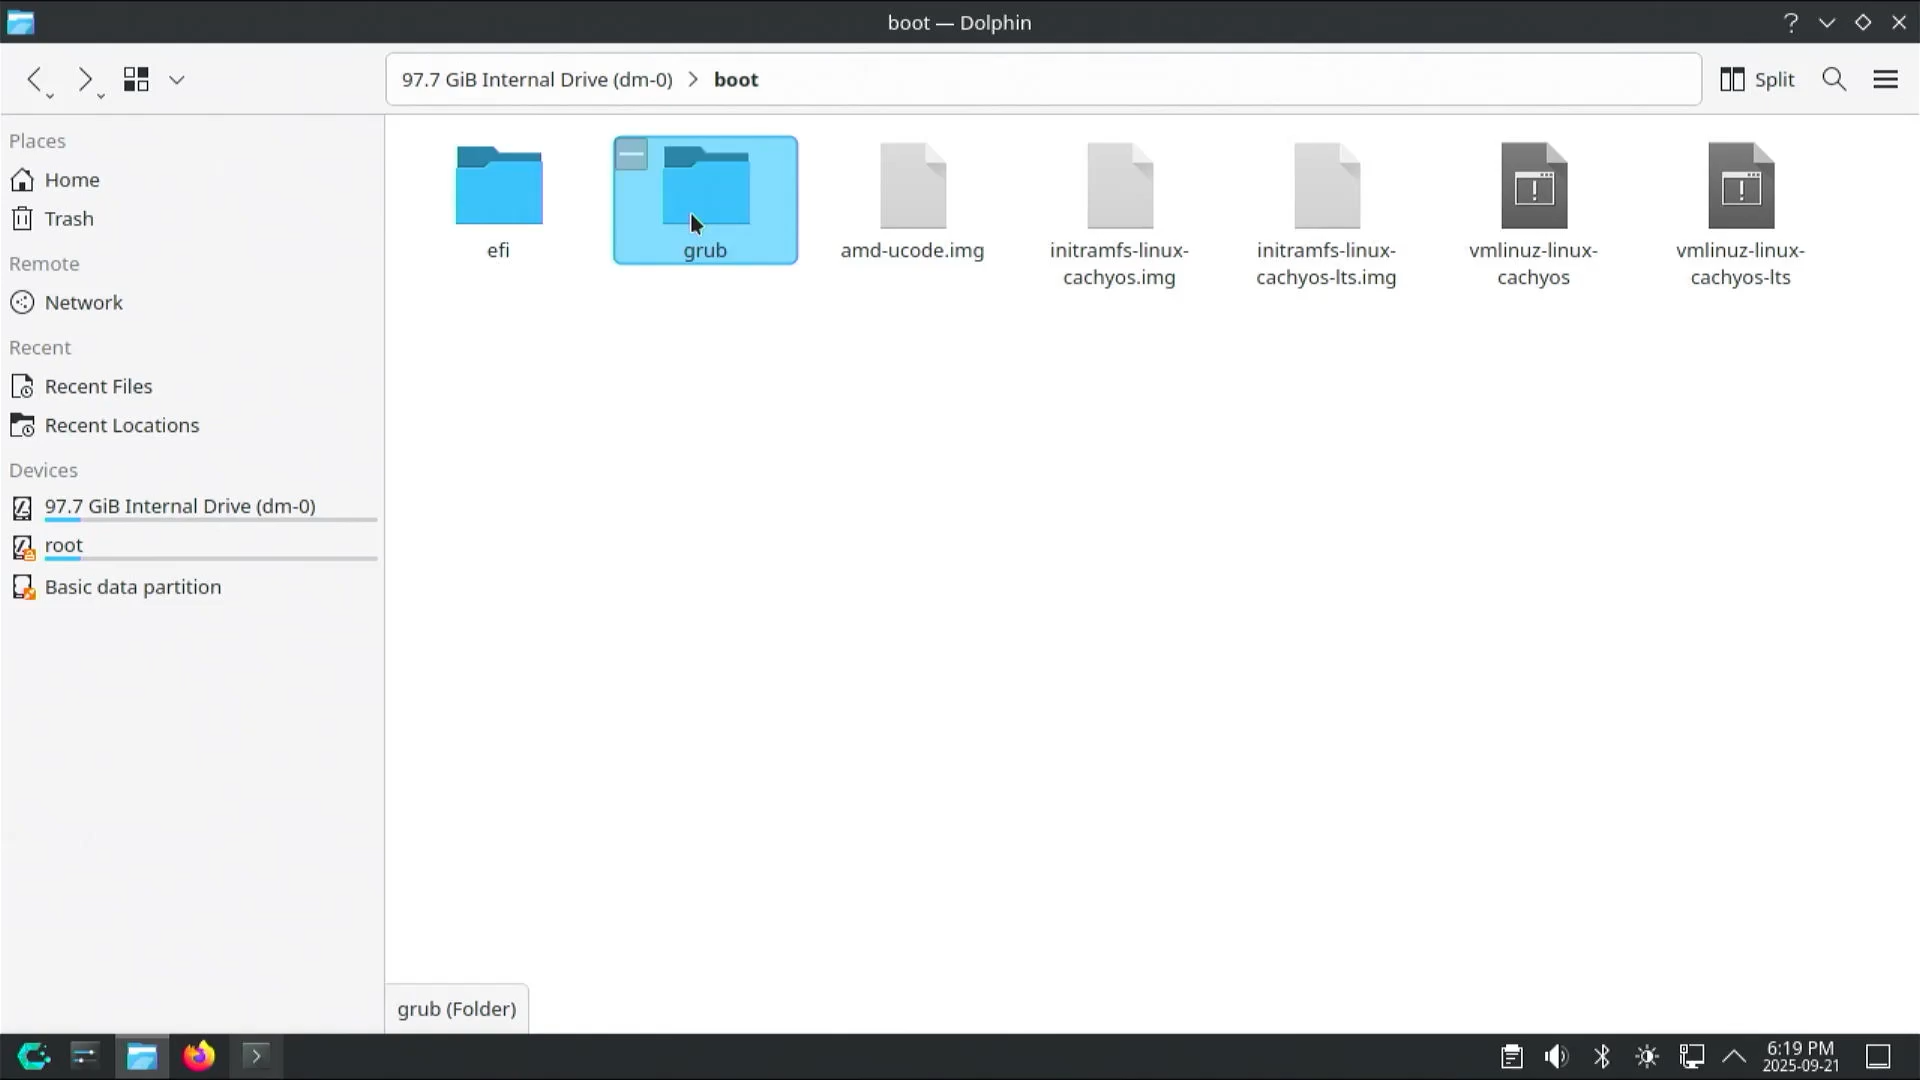 boot — Dolphin
97.7 GiB Internal Drive (dm-0) > boot
Split
Places
Home
Trash
Remote
Network
Recent
Recent Files
Recent Locations
Devices
97.7 GiB Internal Drive (dm-0)
root
Basic data partition
efi
grub
amd-ucode.img
initramfs-linux-
cachyos.img
initramfs-linux-
cachyos-lts.img
vmlinuz-linux-
cachyos
vmlinuz-linux-
cachyos-lts
grub (Folder)
6:19 PM
2025-09-21